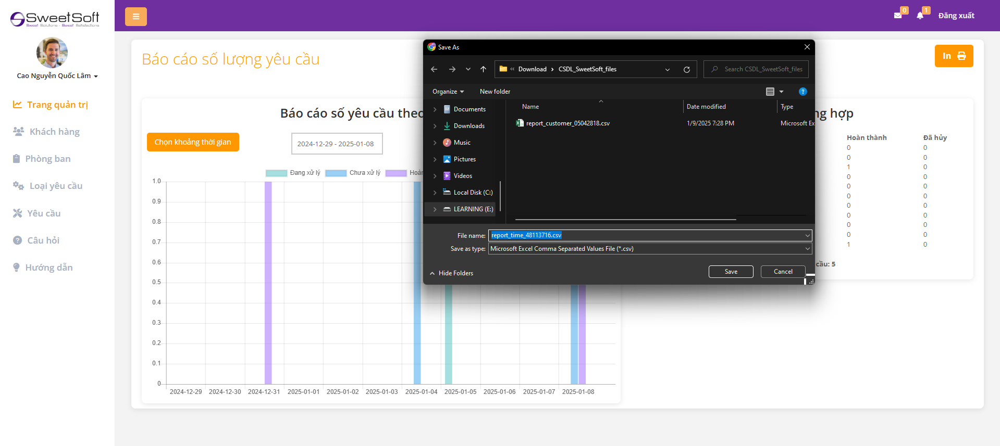 SweetSoft
Sweet Solutions - Sweet Satisfactions
0
1
Đăng xuất
Cao Nguyễn Quốc Lâm
Trang quản trị
Khách hàng
Phòng ban
Loại yêu cầu
Yêu cầu
Câu hỏi
Hướng dẫn
Báo cáo số lượng yêu cầu
In
Báo cáo số yêu cầu theo
Chọn khoảng thời gian
2024-12-29 - 2025-01-08
Đang xử lý
Chưa xử lý
Hoàn
1.0
0.9
0.8
0.7
0.6
0.5
0.4
0.3
0.2
0.1
0
2024-12-29 2024-12-30 2024-12-31 2025-01-01 2025-01-02 2025-01-03 2025-01-04 2025-01-05 2025-01-06 2025-01-07 2025-01-08
Save As
Download
CSDL_SweetSoft_files
Search CSDL_SweetSoft_files
Organize
New folder
Documents
Downloads
Music
Pictures
Videos
Local Disk (C:)
LEARNING (E:)
Name Date modified Type
report_customer_05042818.csv 1/9/2025 7:28 PM Microsoft Ex
File name: report_time_48113716.csv
Save as type: Microsoft Excel Comma Separated Values File (*.csv)
Hide Folders
Save
Cancel
ng hợp
Hoàn thành Đã hủy
0 0
0 0
1 0
0 0
0 0
0 0
0 0
0 0
0 0
0 0
1 0
cầu: 5